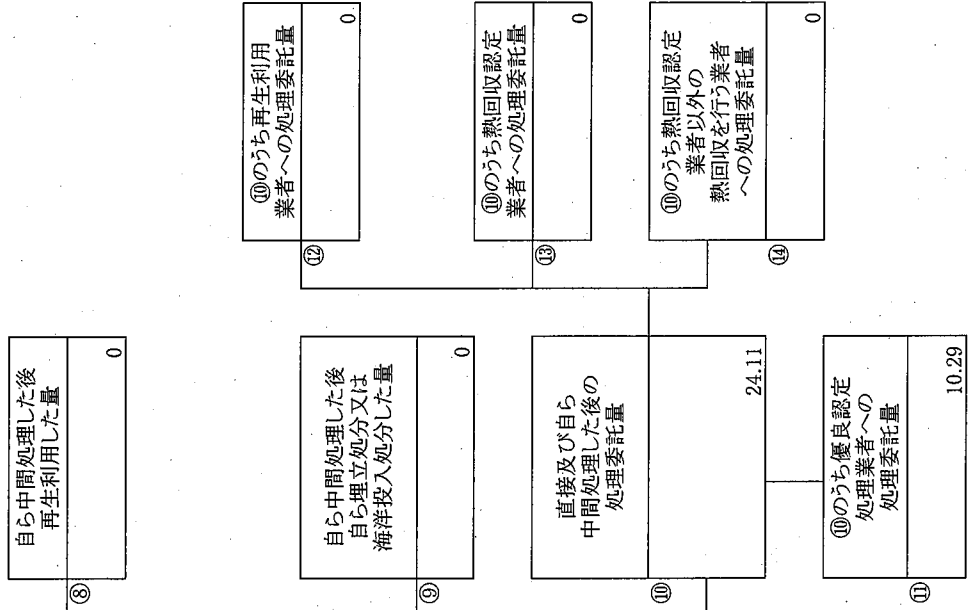 ⑧
自ら中間処理した後
再生利用した量
0
⑨
自ら中間処理した後
自ら埋立処分又は
海洋投入処分した量
0
⑩
直接及び自ら
中間処理した後の
処理委託量
24.11
⑪
⑩のうち優良認定
処理業者への
処理委託量
10.29
⑫
⑩のうち再生利用
業者への処理委託量
0
⑬
⑩のうち熱回収認定
業者への処理委託量
0
⑭
⑩のうち熱回収認定
業者以外の
熱回収を行う業者
への処理委託量
0